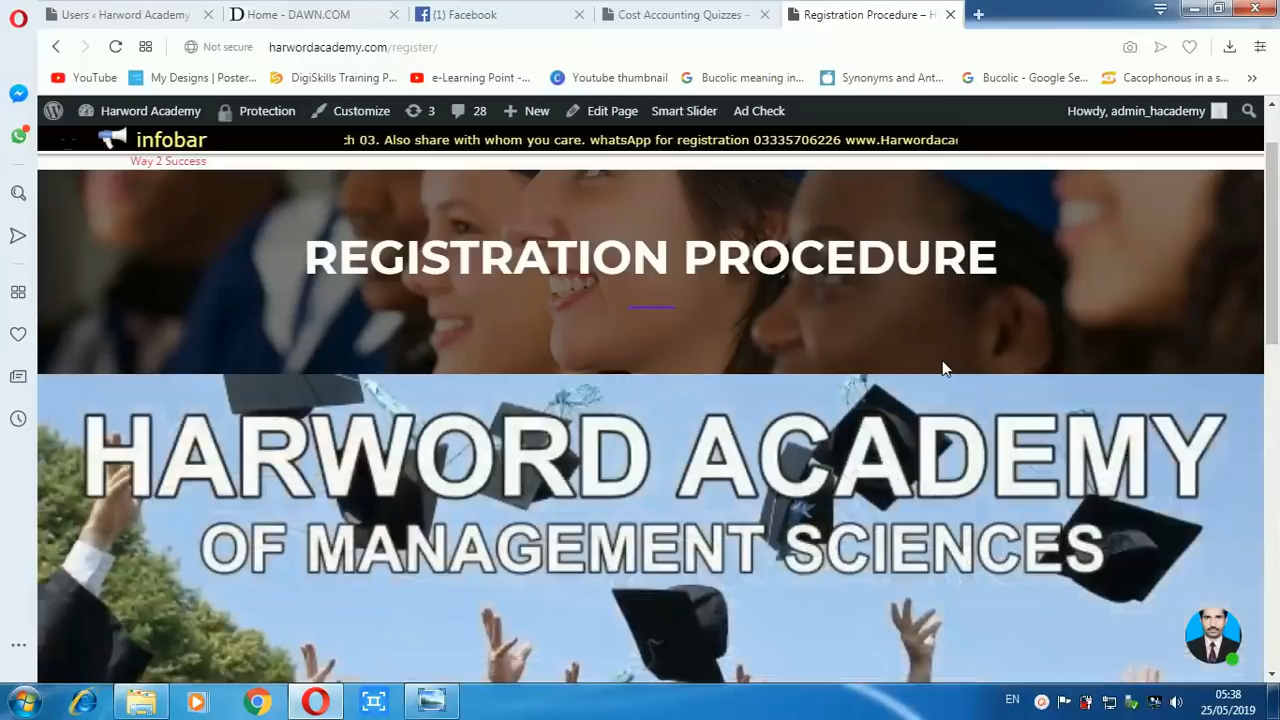 Users ‹ Harword Academy
Home - DAWN.COM
(1) Facebook
Cost Accounting Quizzes –
Registration Procedure – H
Not secure
harwordacademy.com/register/
YouTube
My Designs | Poster...
DigiSkills Training P...
e-Learning Point -...
Youtube thumbnail
Bucolic meaning in...
Synonyms and Ant...
Bucolic - Google Se...
Cacophonous in a s...
Harword Academy
Protection
Customize
3
28
New
Edit Page
Smart Slider
Ad Check
Howdy, admin_hacademy
infobar
ch 03. Also share with whom you care. whatsApp for registration 03335706226 www.Harwordaca
Way 2 Success
REGISTRATION PROCEDURE
HARWORD ACADEMY
OF MANAGEMENT SCIENCES
EN
05:38
25/05/2019